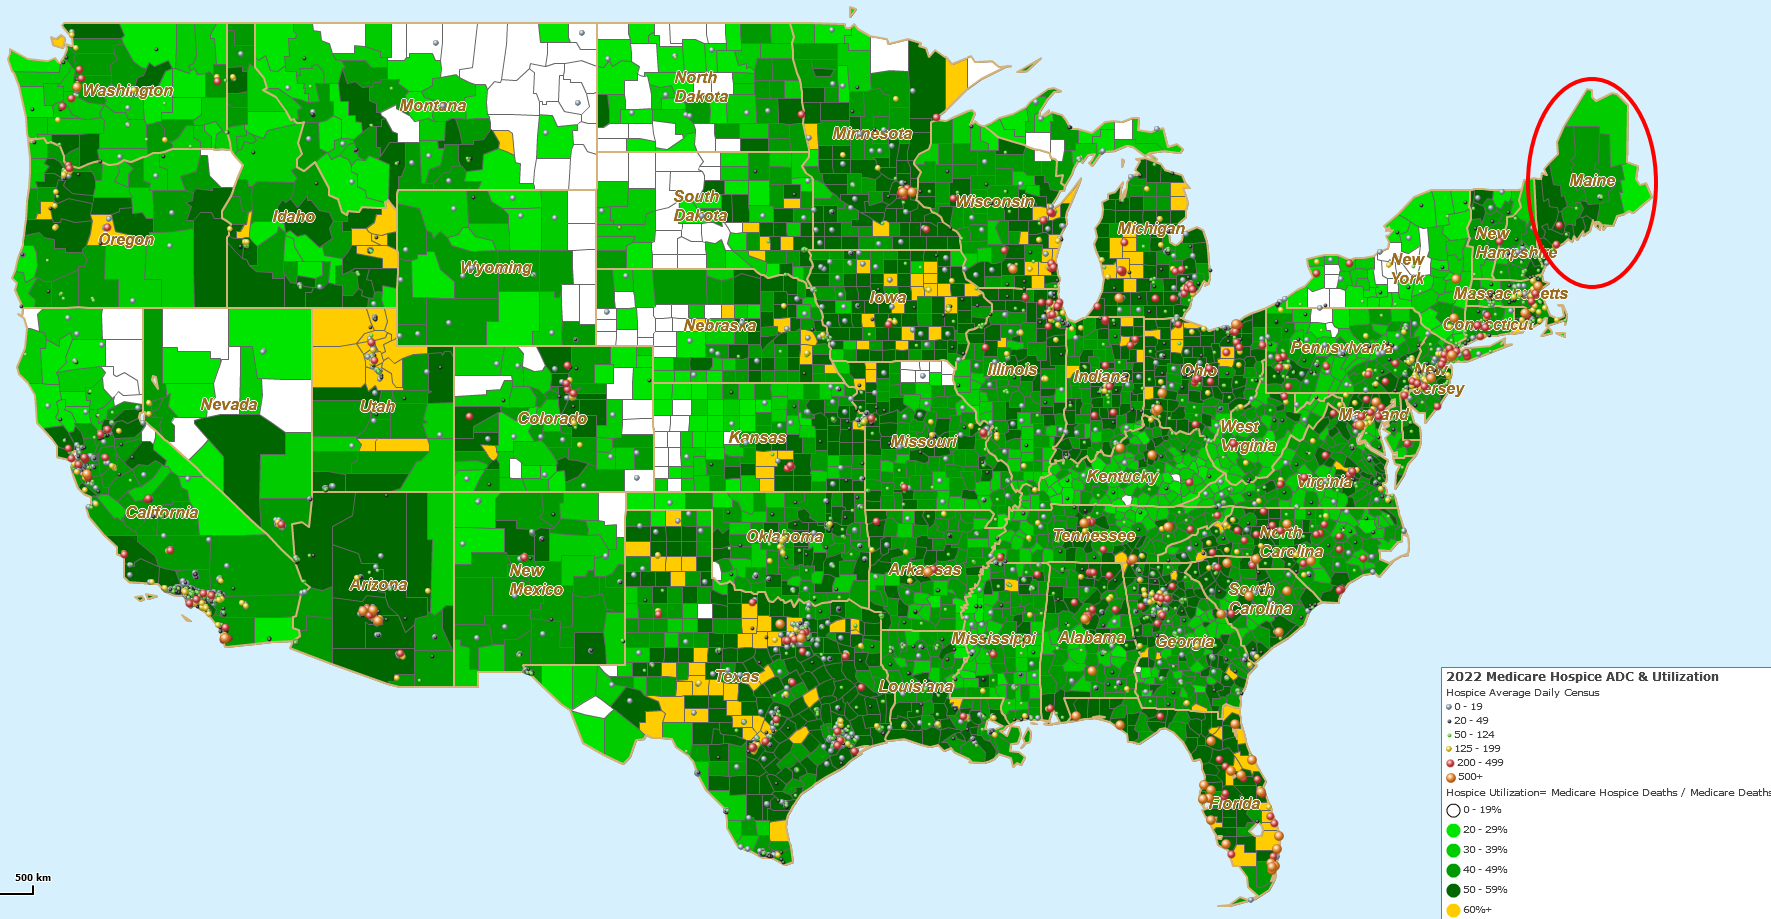 Washington
Montana
North
Dakota
Minnesota
Maine
Oregon
Idaho
South
Dakota
Wisconsin
Michigan
New
Hampshire
Wyoming
New
York
Massachusetts
Nebraska
Iowa
Connecticut
Pennsylvania
Illinois
Indiana
Ohio
New
Jersey
Nevada
Utah
Colorado
Kansas
Missouri
West
Virginia
Maryland
Kentucky
Virginia
California
Oklahoma
Tennessee
North
Carolina
Arizona
New
Mexico
Arkansas
South
Carolina
Mississippi
Alabama
Georgia
Texas
Louisiana
Florida
500 km
2022 Medicare Hospice ADC & Utilization
Hospice Average Daily Census
0 - 19
20 - 49
50 - 124
125 - 199
200 - 499
500+
Hospice Utilization= Medicare Hospice Deaths / Medicare Deaths
0 - 19%
20 - 29%
30 - 39%
40 - 49%
50 - 59%
60%+